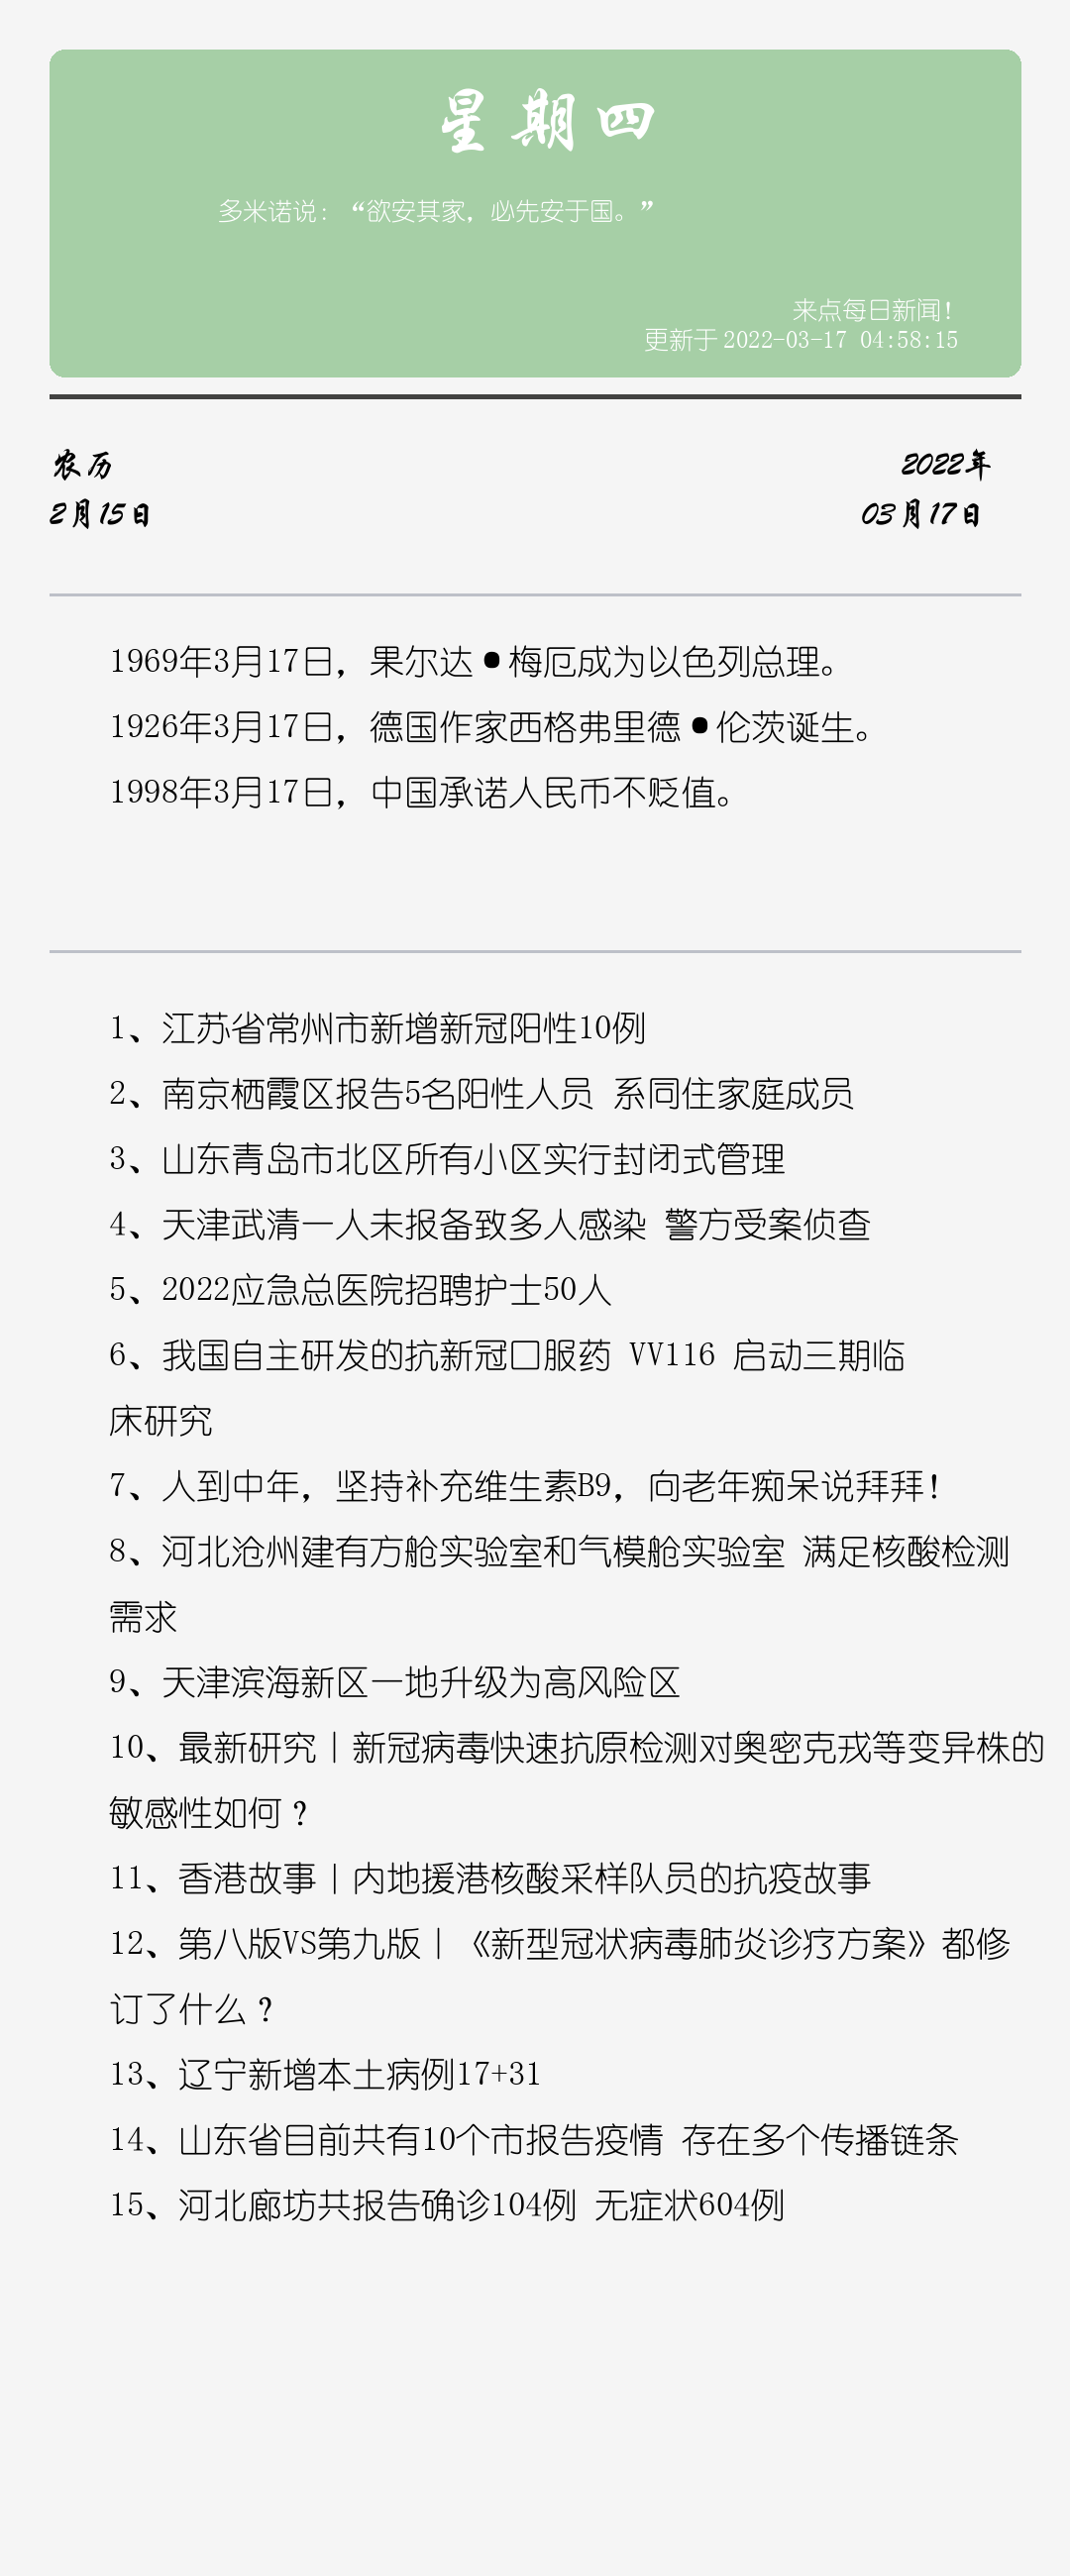 星期四
多米诺说：“欲安其家，必先安于国。”
来点每日新闻！
更新于 2022-03-17 04:58:15
农历
2月15日
2022年
03月17日
1969年3月17日，果尔达•梅厄成为以色列总理。
1926年3月17日，德国作家西格弗里德•伦茨诞生。
1998年3月17日，中国承诺人民币不贬值。
1、江苏省常州市新增新冠阳性10例
2、南京栖霞区报告5名阳性人员 系同住家庭成员
3、山东青岛市北区所有小区实行封闭式管理
4、天津武清一人未报备致多人感染 警方受案侦查
5、2022应急总医院招聘护士50人
6、我国自主研发的抗新冠口服药 VV116 启动三期临
床研究
7、人到中年，坚持补充维生素B9，向老年痴呆说拜拜！
8、河北沧州建有方舱实验室和气模舱实验室 满足核酸检测
需求
9、天津滨海新区一地升级为高风险区
10、最新研究丨新冠病毒快速抗原检测对奥密克戎等变异株的
敏感性如何？
11、香港故事丨内地援港核酸采样队员的抗疫故事
12、第八版VS第九版丨《新型冠状病毒肺炎诊疗方案》都修
订了什么？
13、辽宁新增本土病例17+31
14、山东省目前共有10个市报告疫情 存在多个传播链条
15、河北廊坊共报告确诊104例 无症状604例